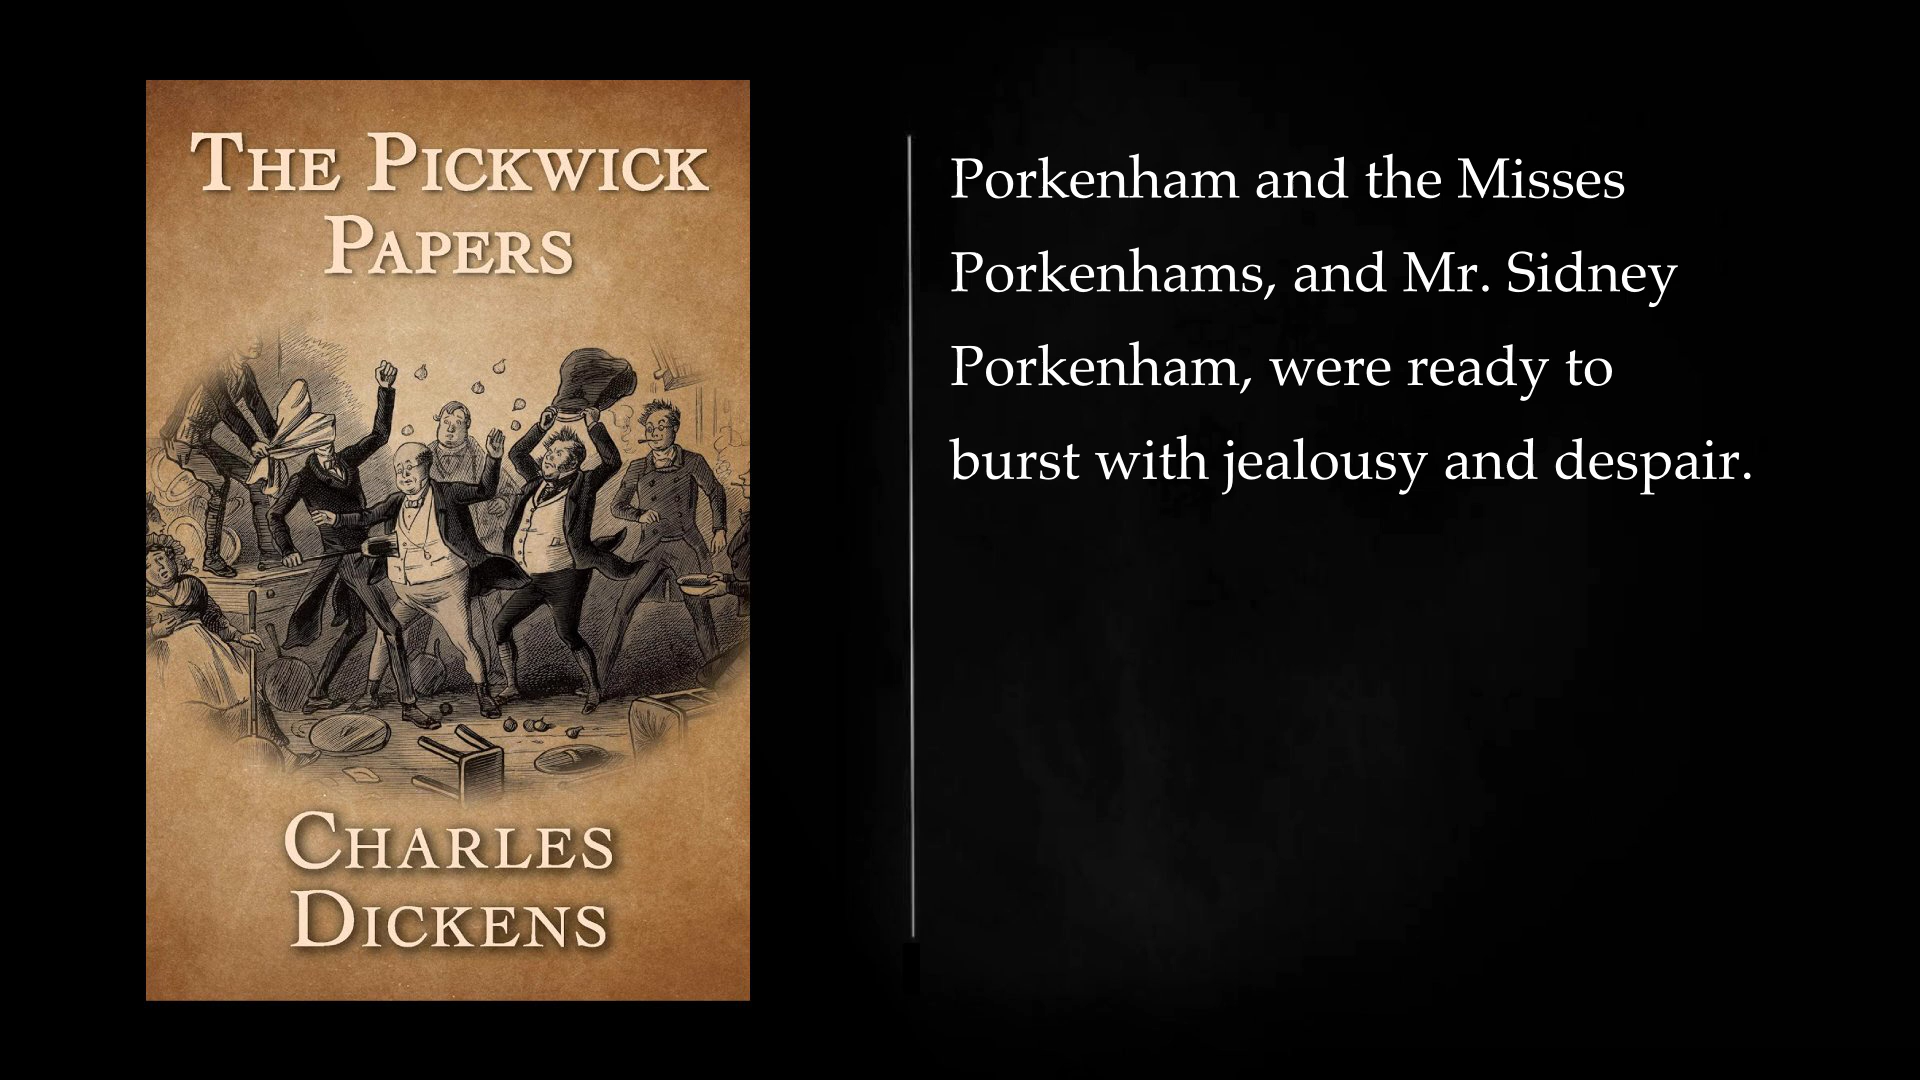 The Pickwick
Papers
Charles
Dickens
Porkenham and the Misses
Porkenhams, and Mr. Sidney
Porkenham, were ready to
burst with jealousy and despair.